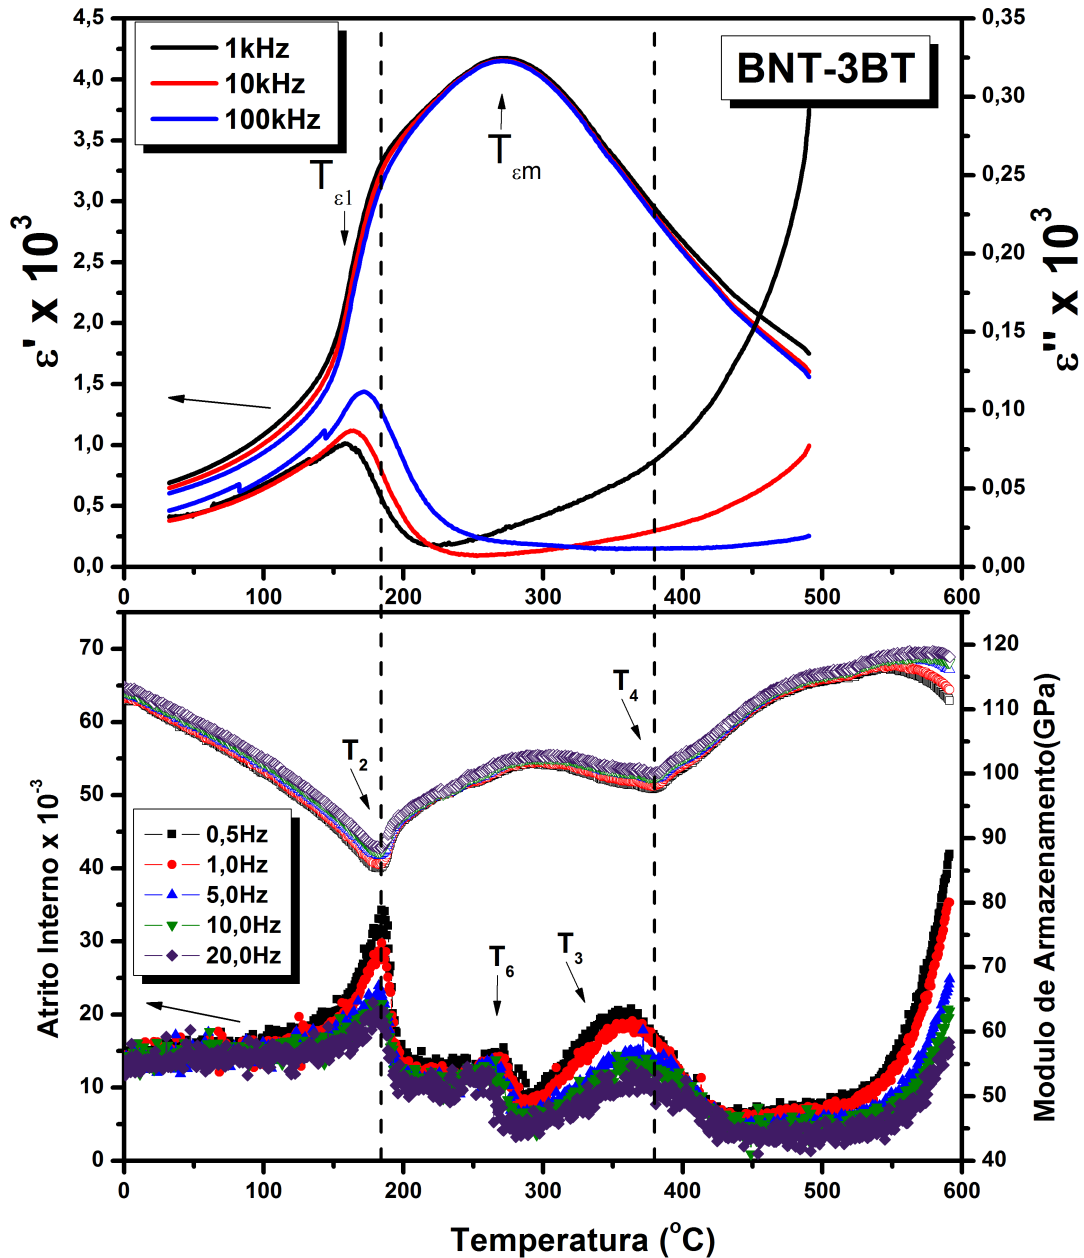 4,5
4,0
3,5
3,0
2,5
2,0
1,5
1,0
0,5
0,0
ε' x 10³
1kHz
10kHz
100kHz
BNT-3BT
T ε1
T εm
0,35
0,30
0,25
0,20
0,15
0,10
0,05
0,00
ε'' x 10³
0 100 200 300 400 500 600
70
60
50
40
30
20
10
0
Atrito Interno x 10⁻³
T₂
T₄
0,5Hz
1,0Hz
5,0Hz
10,0Hz
20,0Hz
T₆
T₃
120
110
100
90
80
70
60
50
40
Modulo de Armazenamento(GPa)
0 100 200 300 400 500 600
Temperatura (°C)